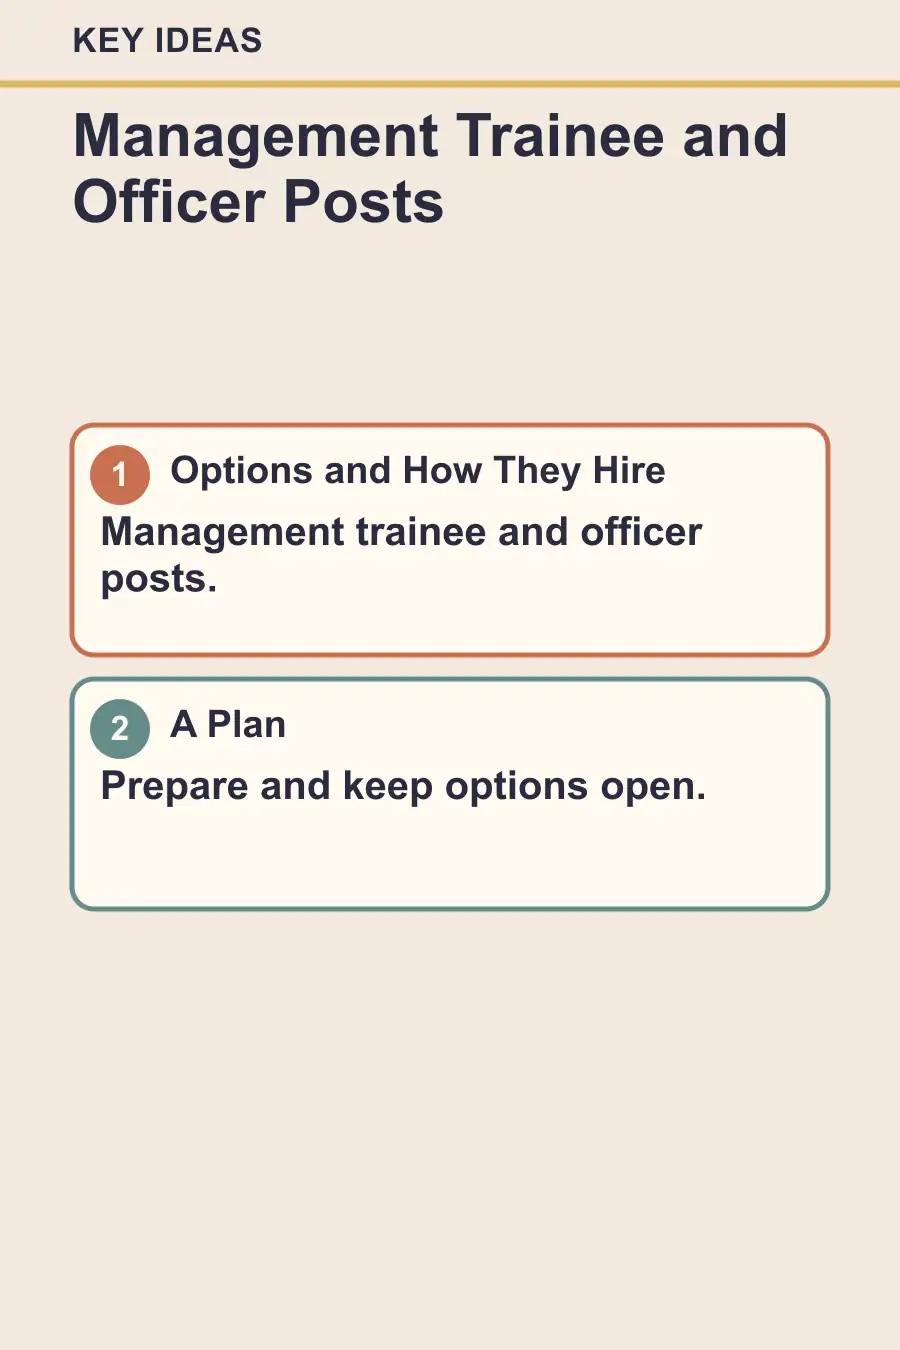 KEY IDEAS
Management Trainee and
Officer Posts
1 Options and How They Hire
Management trainee and officer
posts.
2 A Plan
Prepare and keep options open.